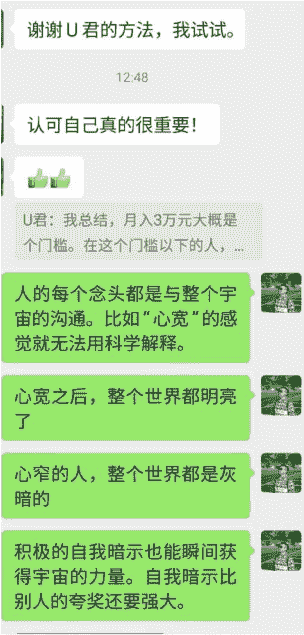 谢谢U君的方法，我试试。
12:48
认可自己真的很重要！
U君：我总结，月入3万元大概是
个门槛。在这个门槛以下的人，...
人的每个念头都是与整个宇
宙的沟通。比如“心宽”的感
觉就无法用科学解释。
心宽之后，整个世界都明亮
了
心窄的人，整个世界都是灰
暗的
积极的自我暗示也能瞬间获
得宇宙的力量。自我暗示比
别人的夸奖还要强大。